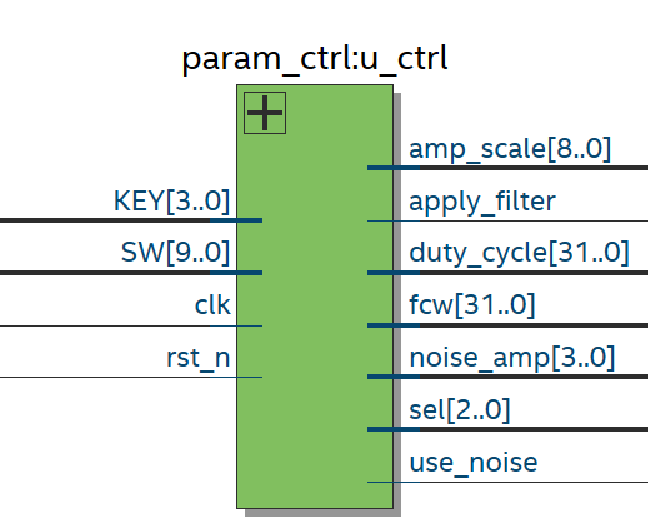 param_ctrl:u_ctrl
KEY[3..0]
SW[9..0]
clk
rst_n
amp_scale[8..0]
apply_filter
duty_cycle[31..0]
fcw[31..0]
noise_amp[3..0]
sel[2..0]
use_noise